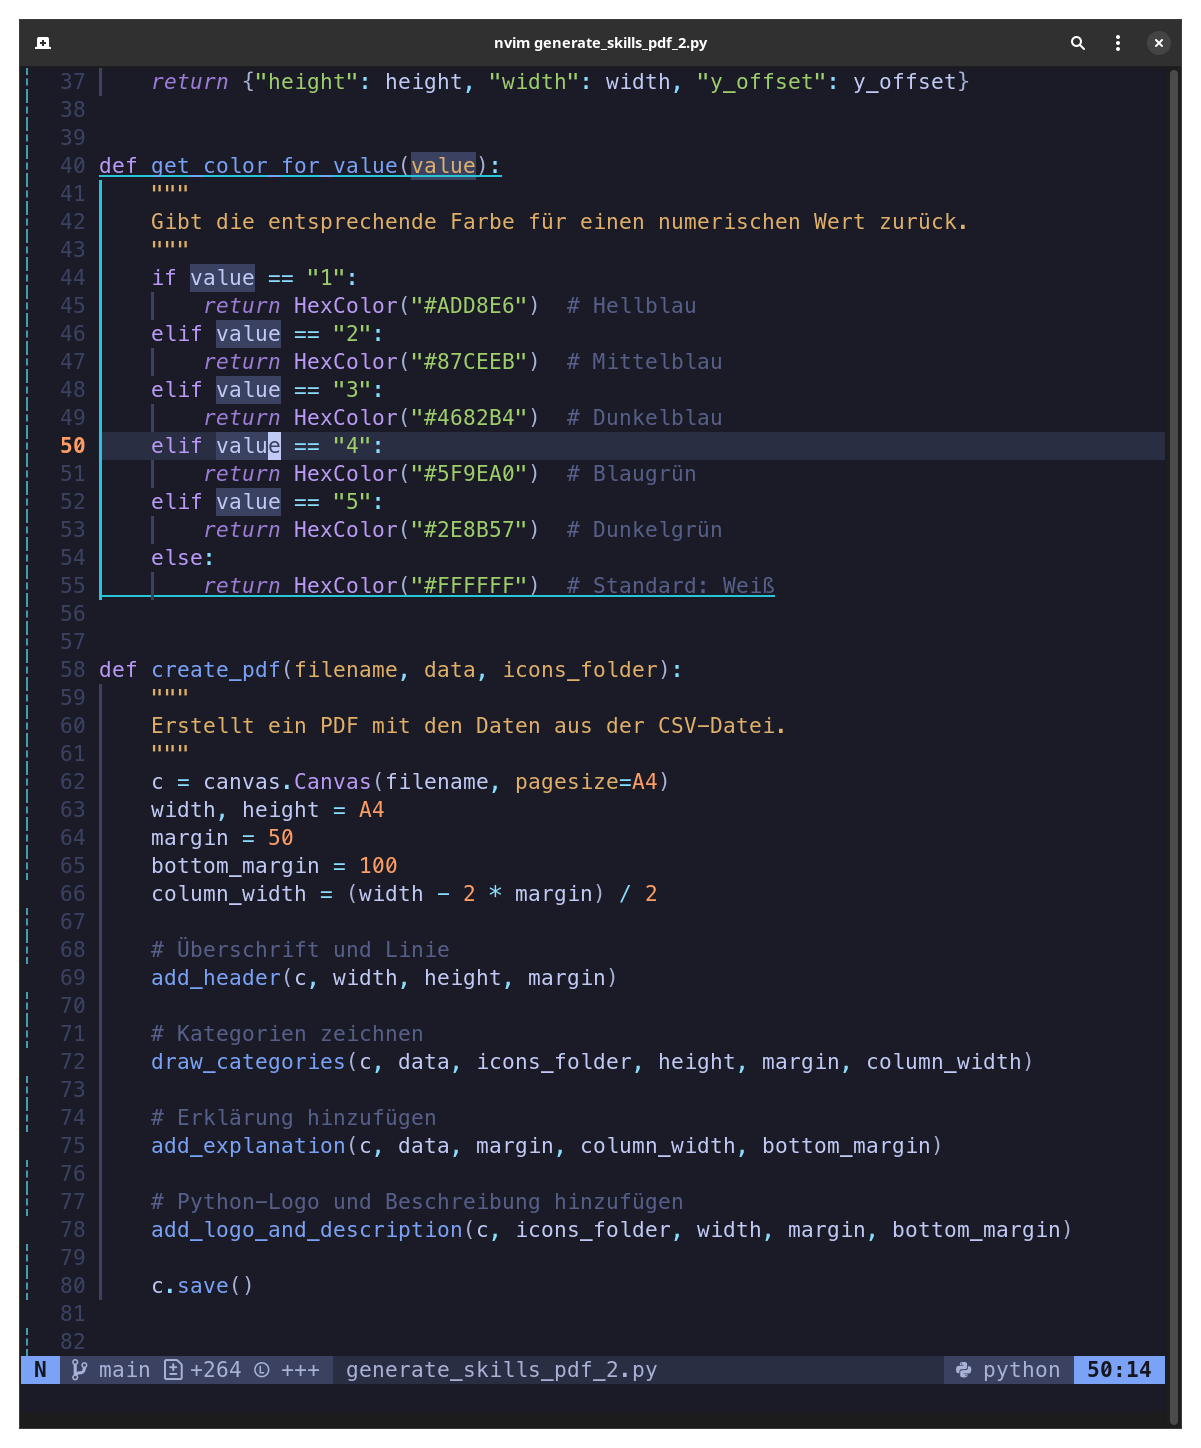 nvim generate_skills_pdf_2.py
37     return {"height": height, "width": width, "y_offset": y_offset}
38
39
40 def get_color_for_value(value):
41     """
42     Gibt die entsprechende Farbe für einen numerischen Wert zurück.
43     """
44     if value == "1":
45         return HexColor("#ADD8E6")  # Hellblau
46     elif value == "2":
47         return HexColor("#87CEEB")  # Mittelblau
48     elif value == "3":
49         return HexColor("#4682B4")  # Dunkelblau
50     elif value == "4":
51         return HexColor("#5F9EA0")  # Blaugrün
52     elif value == "5":
53         return HexColor("#2E8B57")  # Dunkelgrün
54     else:
55         return HexColor("#FFFFFF")  # Standard: Weiß
56
57
58 def create_pdf(filename, data, icons_folder):
59     """
60     Erstellt ein PDF mit den Daten aus der CSV-Datei.
61     """
62     c = canvas.Canvas(filename, pagesize=A4)
63     width, height = A4
64     margin = 50
65     bottom_margin = 100
66     column_width = (width - 2 * margin) / 2
67
68     # Überschrift und Linie
69     add_header(c, width, height, margin)
70
71     # Kategorien zeichnen
72     draw_categories(c, data, icons_folder, height, margin, column_width)
73
74     # Erklärung hinzufügen
75     add_explanation(c, data, margin, column_width, bottom_margin)
76
77     # Python-Logo und Beschreibung hinzufügen
78     add_logo_and_description(c, icons_folder, width, margin, bottom_margin)
79
80     c.save()
81
82
N main +264 L +++ generate_skills_pdf_2.py python 50:14